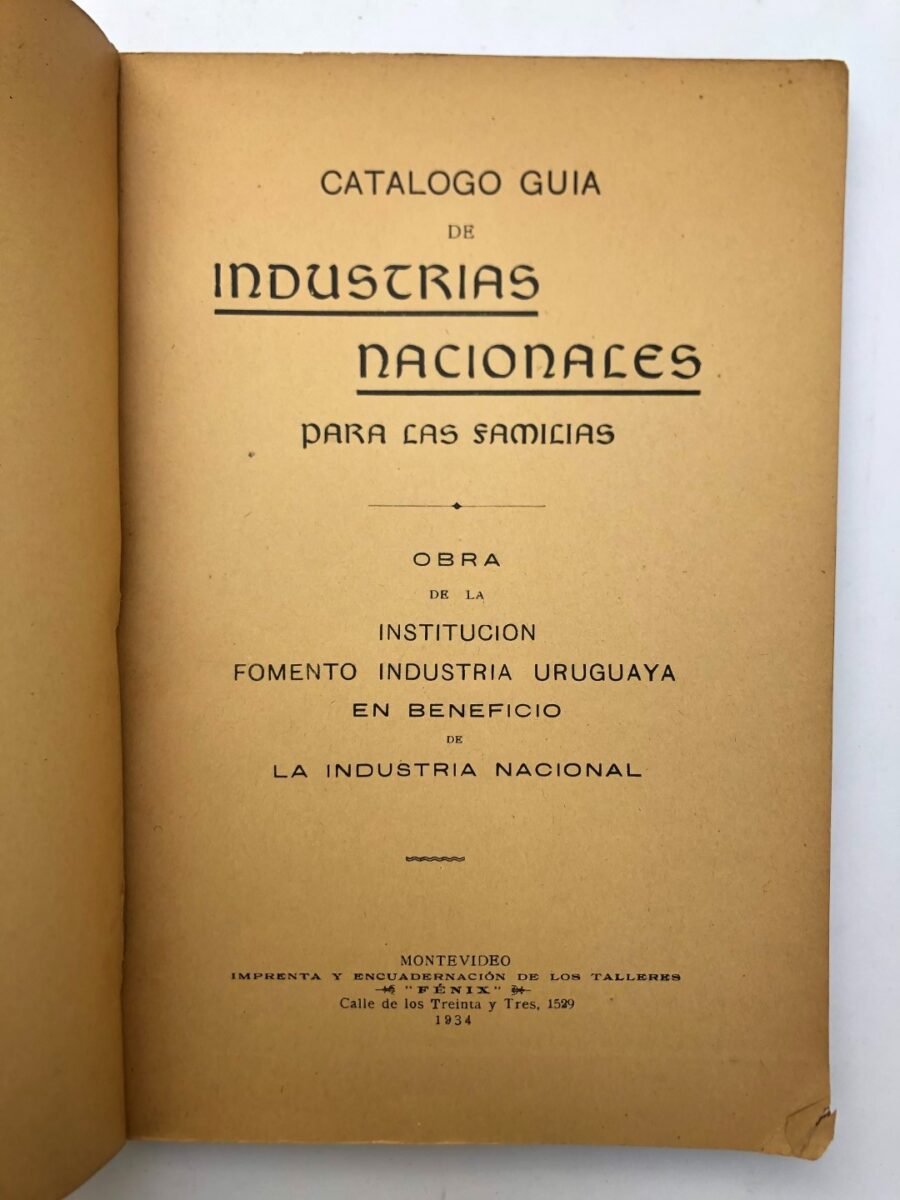 CATALOGO GUIA
DE
INDUSTRIAS
NACIONALES
PARA LAS FAMILIAS
OBRA
DE LA
INSTITUCION
FOMENTO INDUSTRIA URUGUAYA
EN BENEFICIO
DE
LA INDUSTRIA NACIONAL
MONTEVIDEO
IMPRENTA Y ENCUADERNACIÓN DE LOS TALLERES
"FÉNIX"
Calle de los Treinta y Tres, 1529
1934